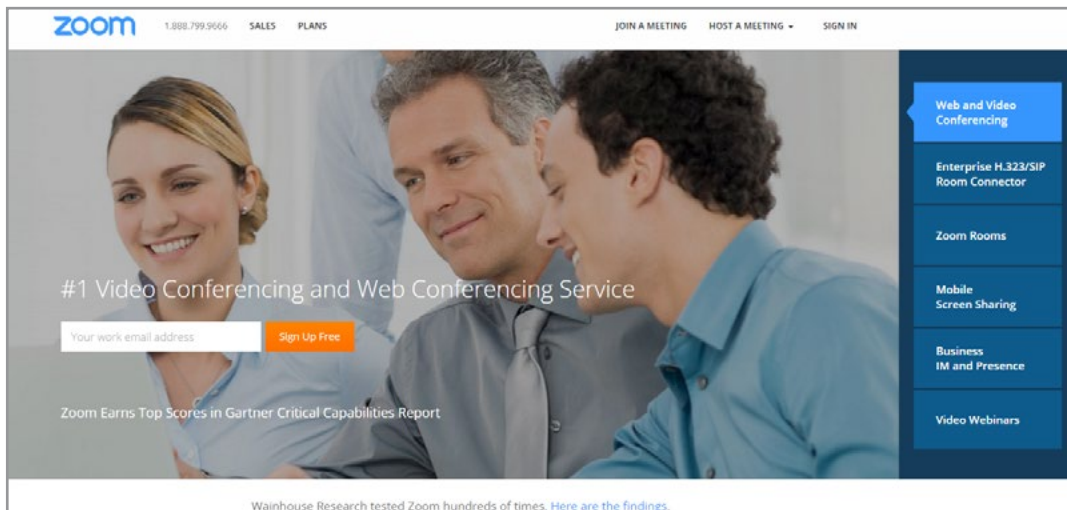 zoom 1.888.799.9666 SALES PLANS JOIN A MEETING HOST A MEETING SIGN IN
Web and Video
Conferencing
Enterprise H.323/SIP
Room Connector
Zoom Rooms
Mobile
Screen Sharing
Business
IM and Presence
Video Webinars
#1 Video Conferencing and Web Conferencing Service
Your work email address Sign Up Free
Zoom Earns Top Scores in Gartner Critical Capabilities Report
Wainhouse Research tested Zoom hundreds of times. Here are the findings.